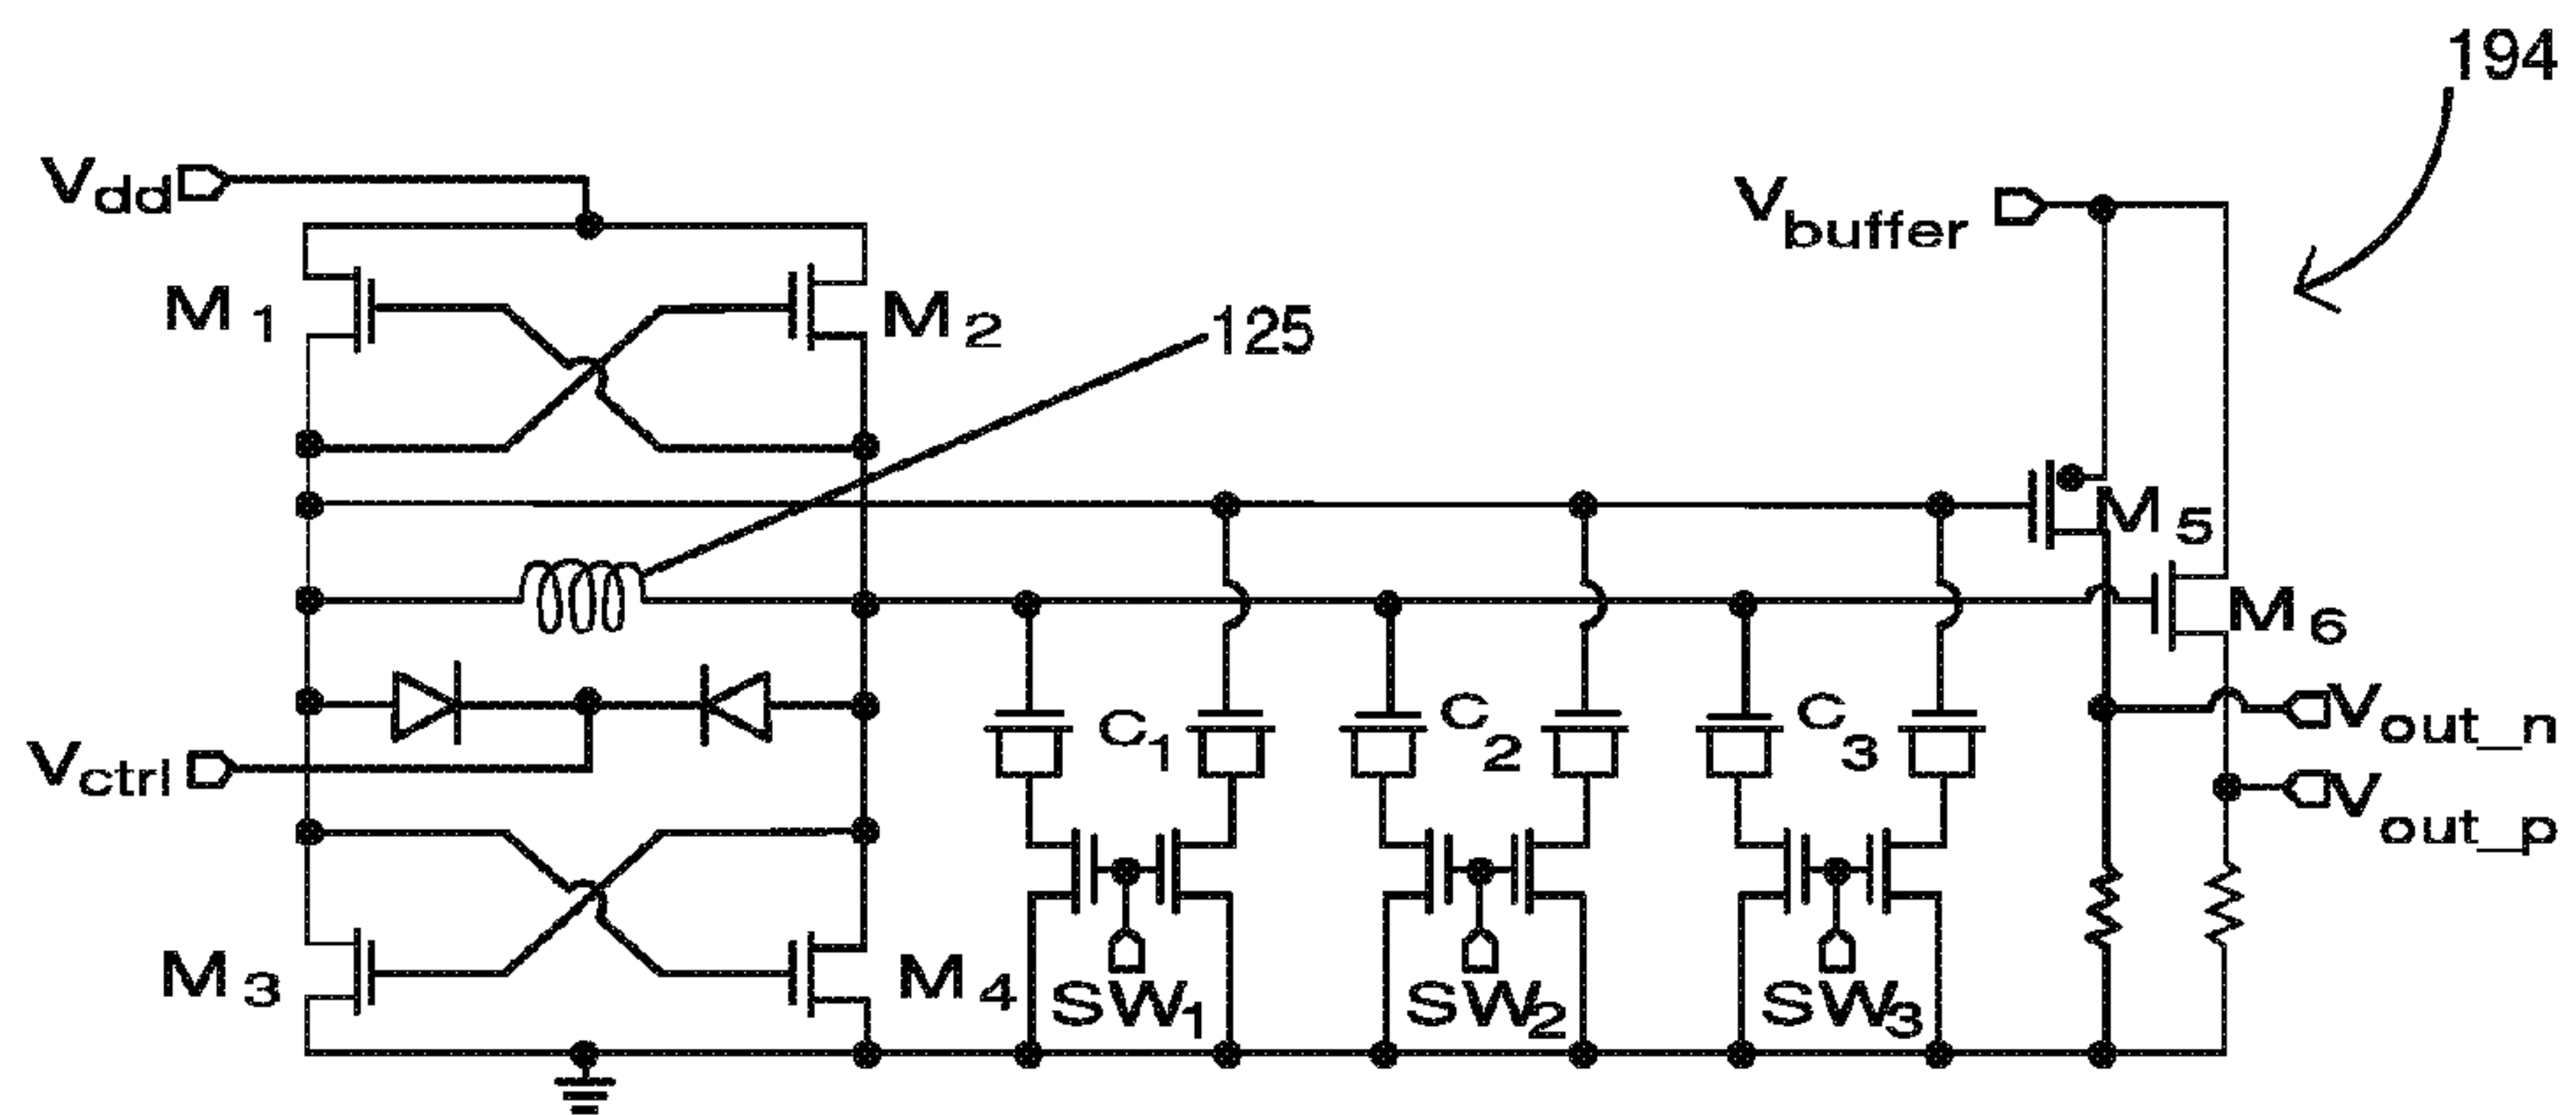 194
Vdd
Vbuffer
M1
M2
125
M5
M6
C1
C2
C3
Vout_n
Vctrl
Vout_p
M3
M4
SW1
SW2
SW3